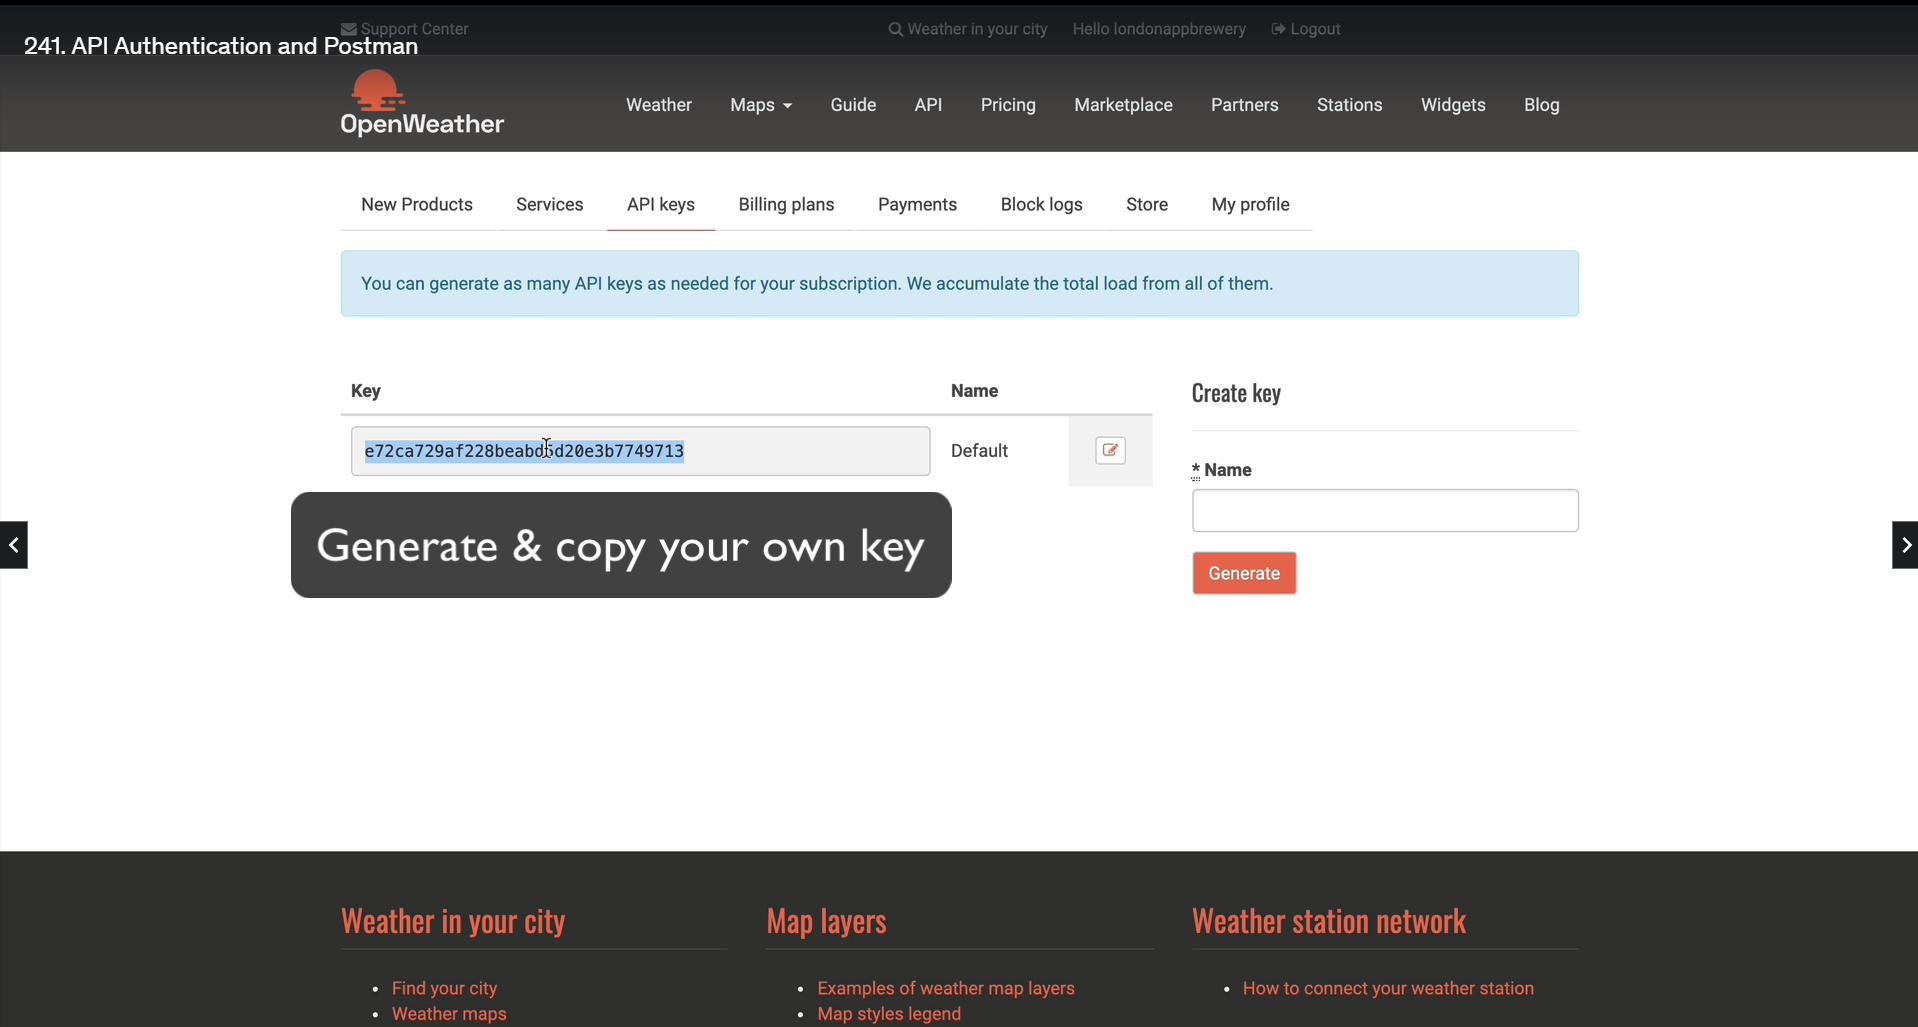 Support Center
Weather in your city
Hello londonappbrewery
Logout
241. API Authentication and Postman
OpenWeather
Weather
Maps
Guide
API
Pricing
Marketplace
Partners
Stations
Widgets
Blog
New Products
Services
API keys
Billing plans
Payments
Block logs
Store
My profile
You can generate as many API keys as needed for your subscription. We accumulate the total load from all of them.
Key
Name
Create key
Default
* Name
Generate & copy your own key
Generate
Weather in your city
Map layers
Weather station network
• Find your city
• Examples of weather map layers
• How to connect your weather station
• Weather maps
• Map styles legend